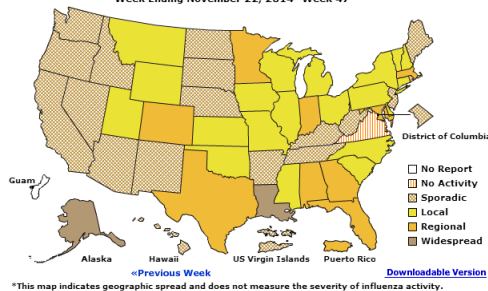 Week Ending November 22, 2014- Week 47
District of Columbia
No Report
No Activity
Sporadic
Local
Regional
Widespread
Guam
Alaska
Hawaii
US Virgin Islands
Puerto Rico
«Previous Week
Downloadable Version
*This map indicates geographic spread and does not measure the severity of influenza activity.